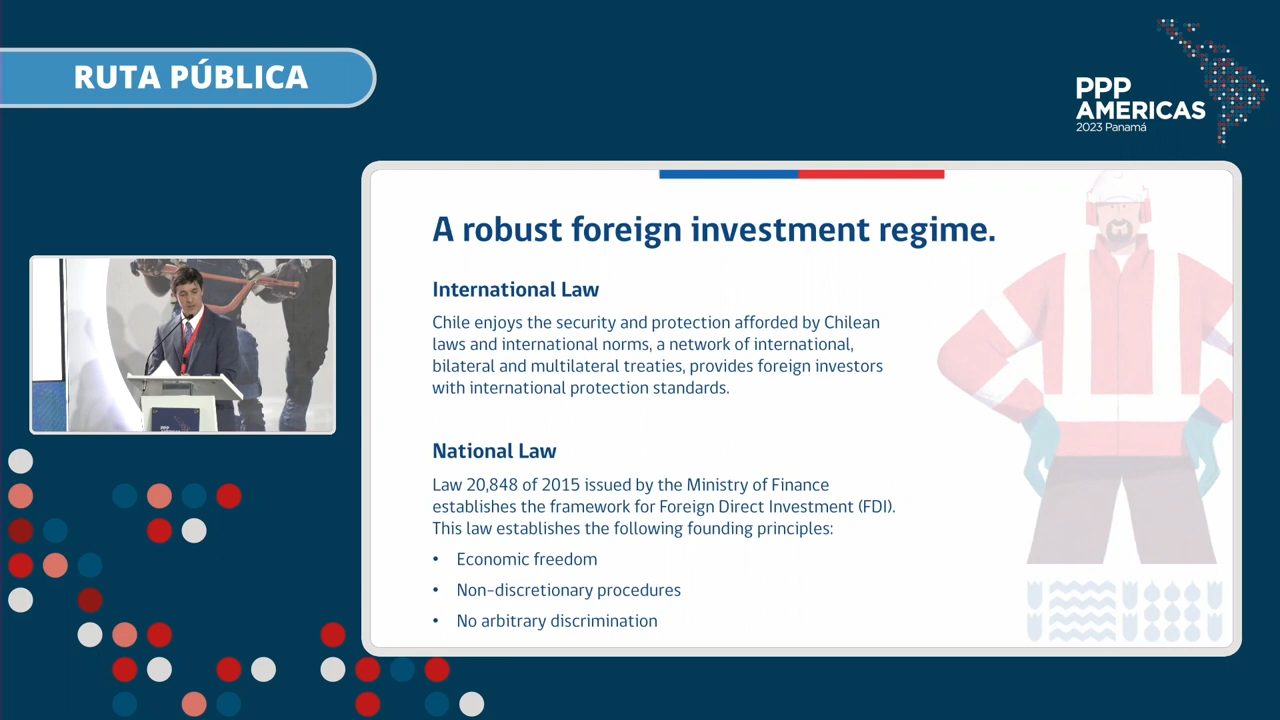 RUTA PÚBLICA
PPP
AMERICAS
2023 Panamá
A robust foreign investment regime.
International Law
Chile enjoys the security and protection afforded by Chilean
laws and international norms, a network of international,
bilateral and multilateral treaties, provides foreign investors
with international protection standards.
National Law
Law 20,848 of 2015 issued by the Ministry of Finance
establishes the framework for Foreign Direct Investment (FDI).
This law establishes the following founding principles:
• Economic freedom
• Non-discretionary procedures
• No arbitrary discrimination
PPP
AMERICAS